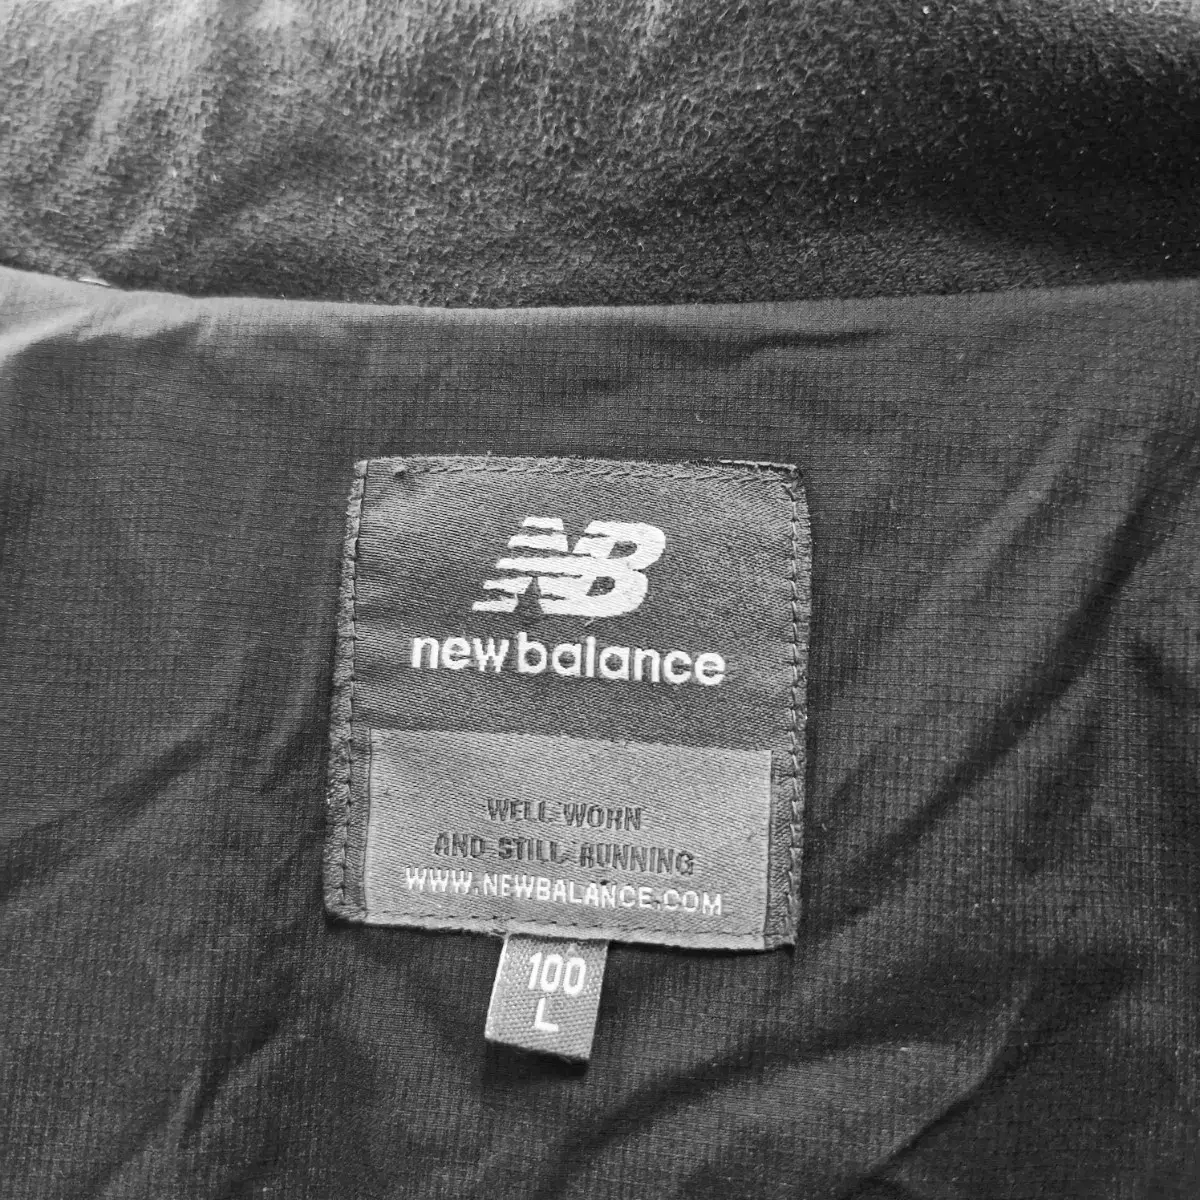 NB
new balance
WELL WORN
AND STILL RUNNING
WWW.NEWBALANCE.COM
100
L